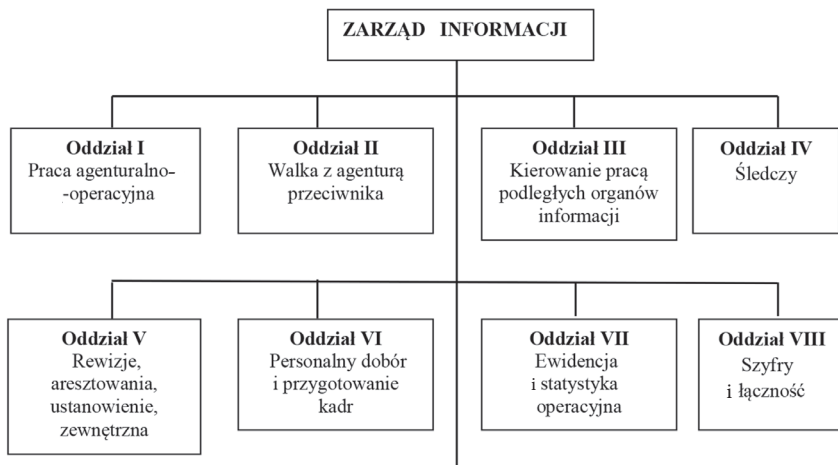 ZARZĄD INFORMACJI
Oddział I
Praca agenturalno-
-operacyjna
Oddział II
Walka z agenturą
przeciwnika
Oddział III
Kierowanie pracą
podległych organów
informacji
Oddział IV
Śledczy
Oddział V
Rewizje,
aresztowania,
ustanowienie,
zewnętrzna
Oddział VI
Personalny dobór
i przygotowanie
kadr
Oddział VII
Ewidencja
i statystyka
operacyjna
Oddział VIII
Szyfry
i łączność